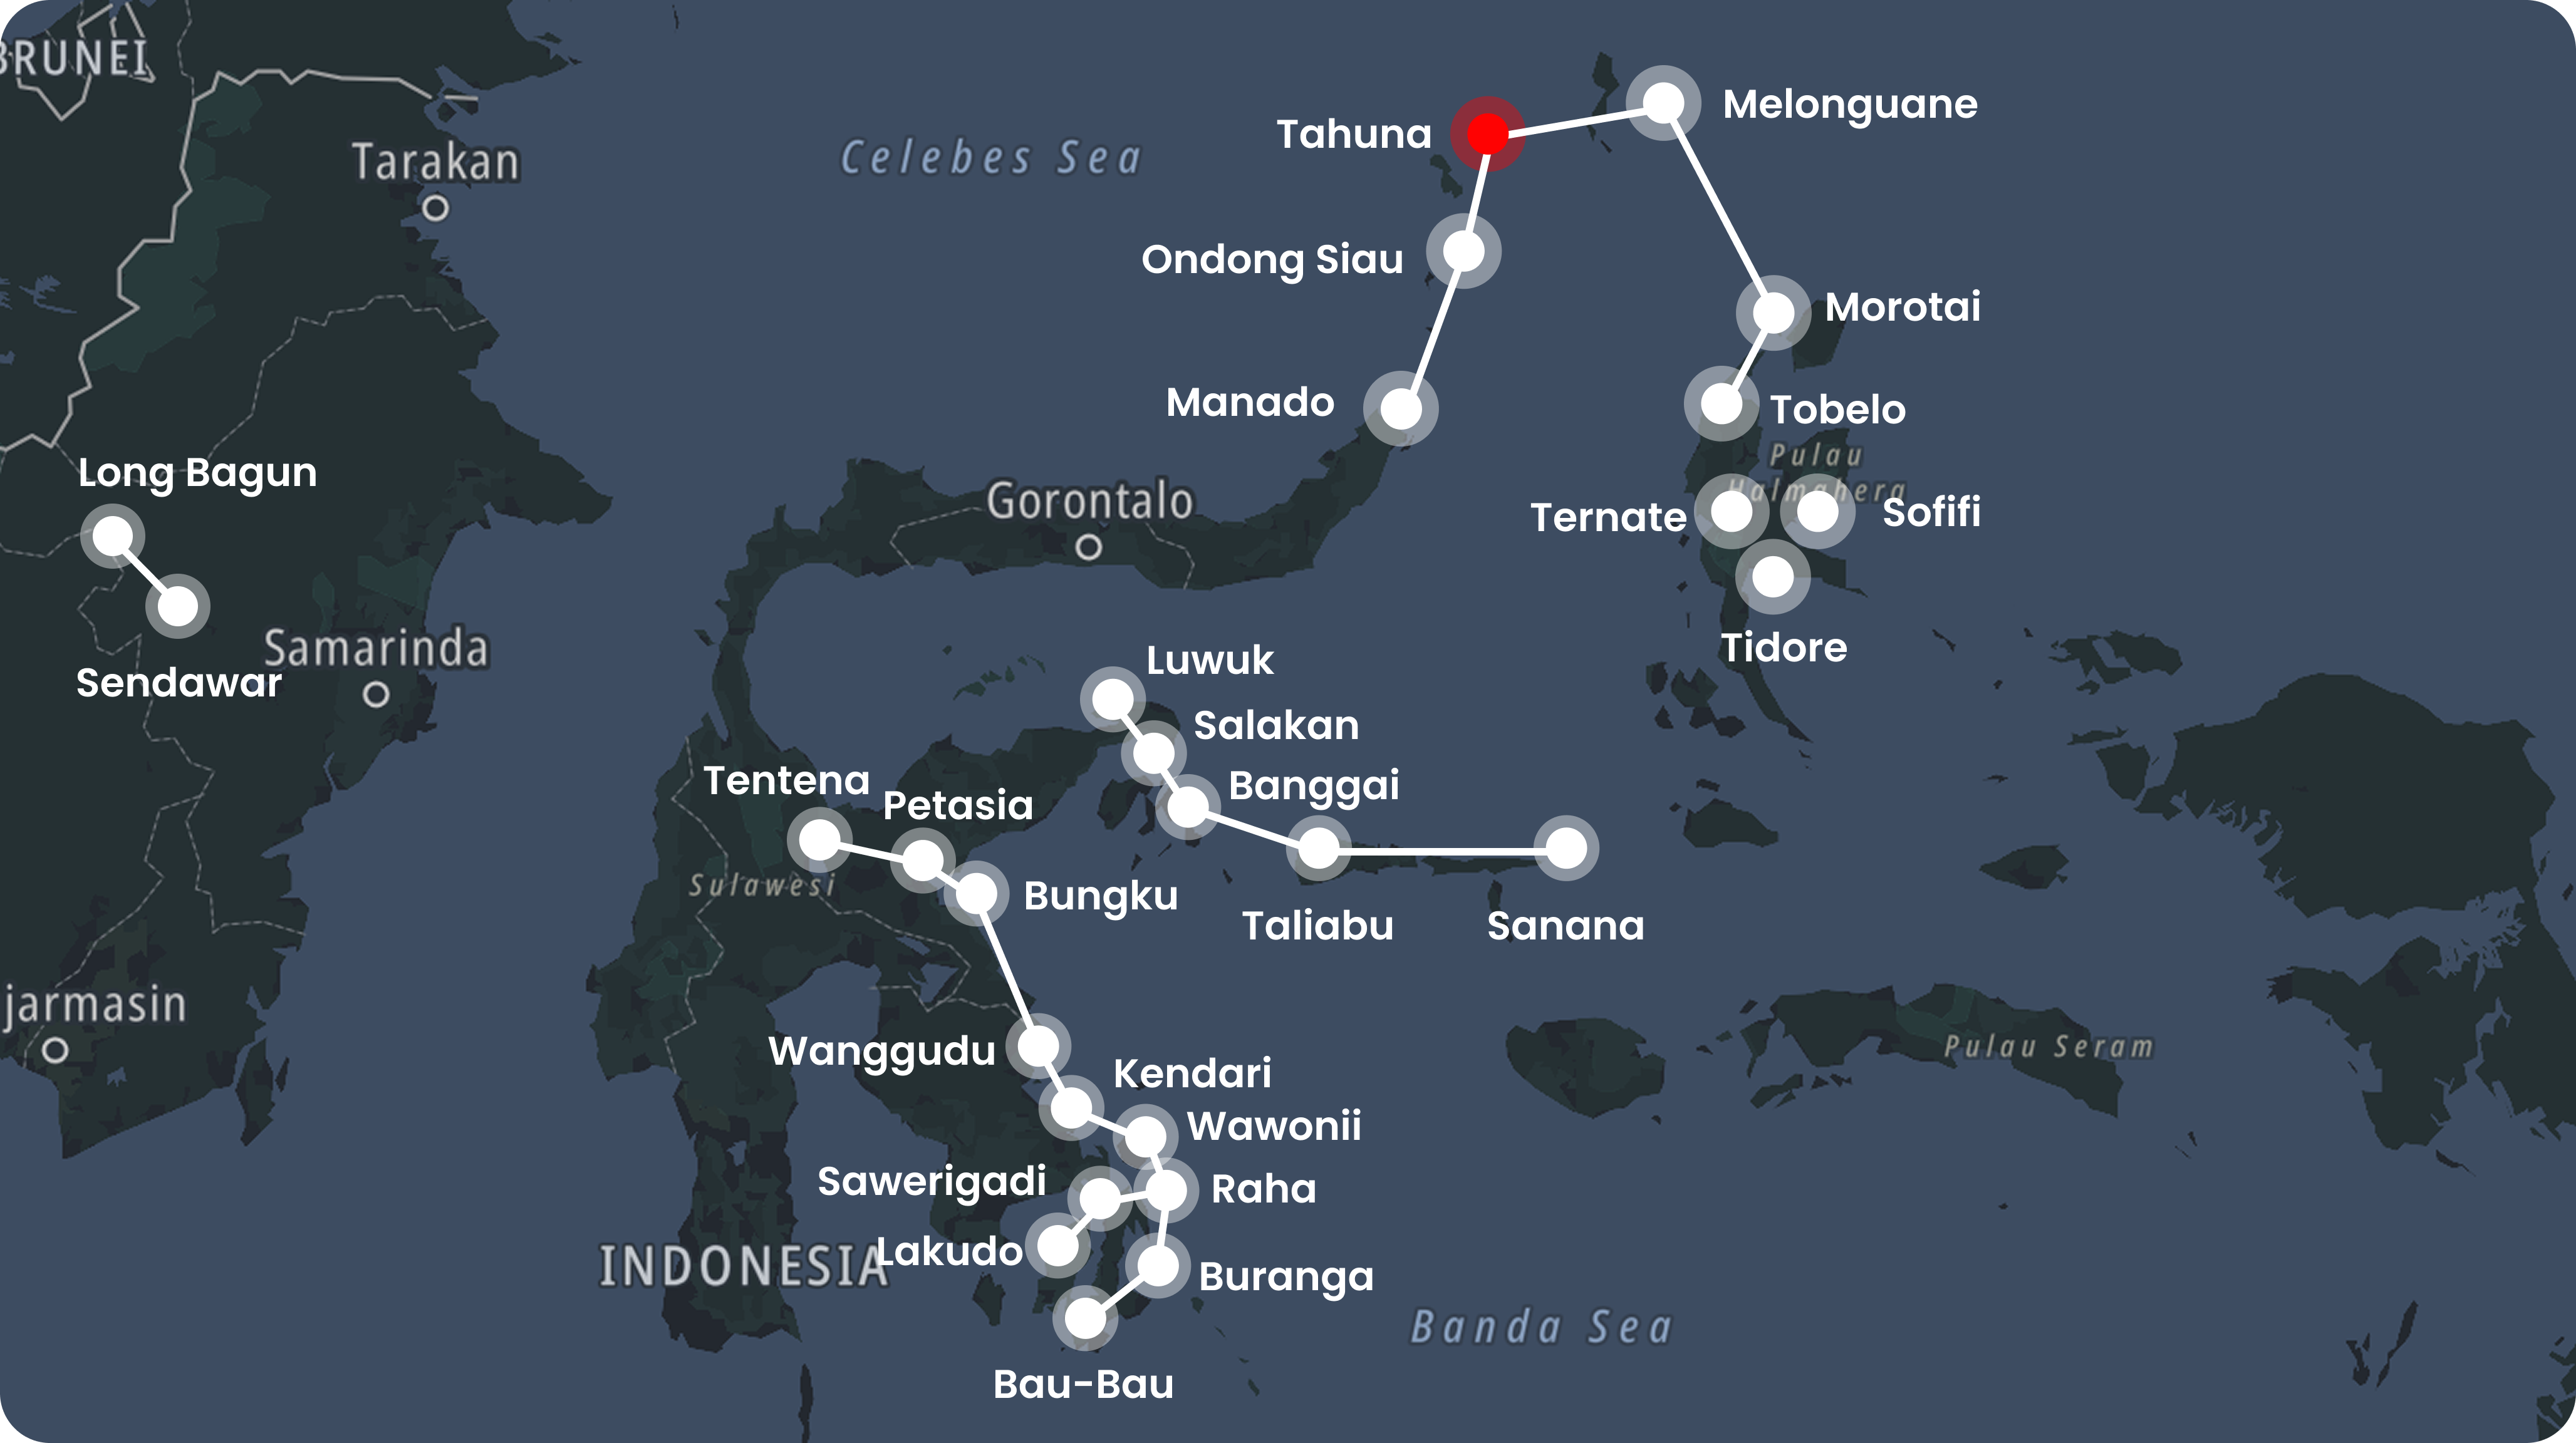 BRUNEI
Tarakan
Celebes Sea
Tahuna
Melonguane
Ondong Siau
Morotai
Manado
Tobelo
Pulau
Halmahera
Long Bagun
Gorontalo
Ternate
Sofifi
Samarinda
Sendawar
Tidore
Luwuk
Salakan
Tentena
Petasia
Banggai
Sulawesi
Bungku
Taliabu
Sanana
jarmasin
Wanggudu
Kendari
Pulau Seram
Wawonii
Sawerigadi
Raha
INDONESIA
Lakudo
Buranga
Banda Sea
Bau-Bau